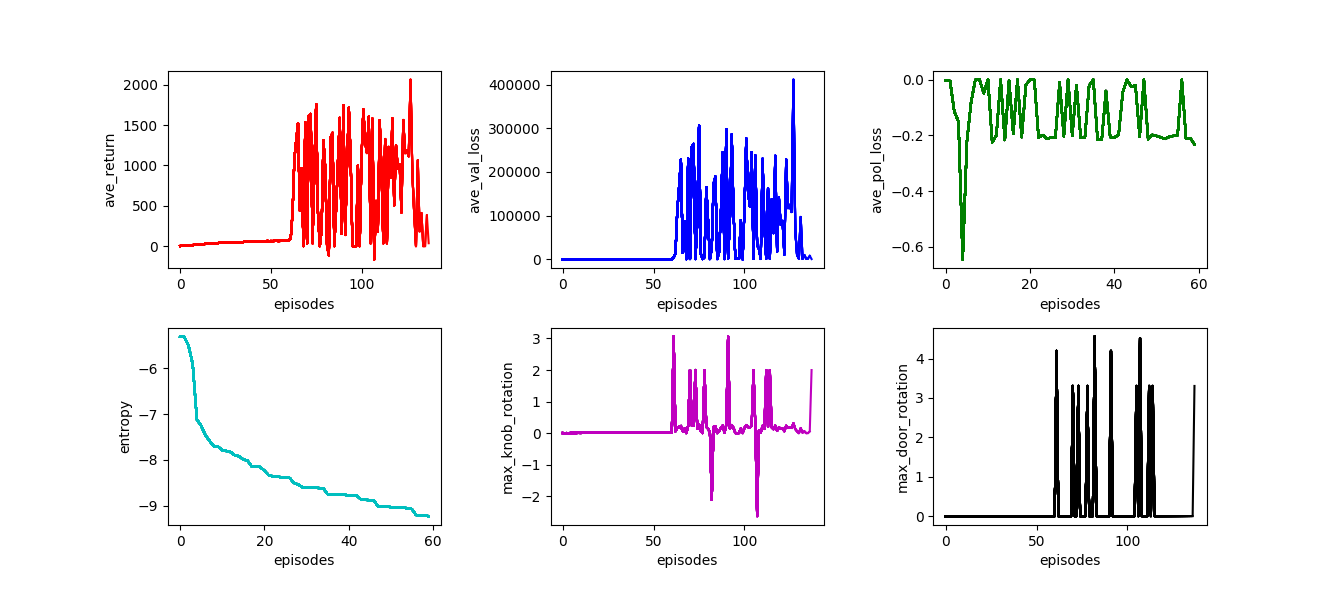 2000
1500
1000
500
0
ave_return
0 50 100
episodes
400000
300000
200000
100000
0
ave_val_loss
0 50 100
episodes
0.0
−0.2
−0.4
−0.6
ave_pol_loss
0 20 40 60
episodes
−6
−7
−8
−9
entropy
0 20 40 60
episodes
3
2
1
0
−1
−2
max_knob_rotation
0 50 100
episodes
4
3
2
1
0
max_door_rotation
0 50 100
episodes